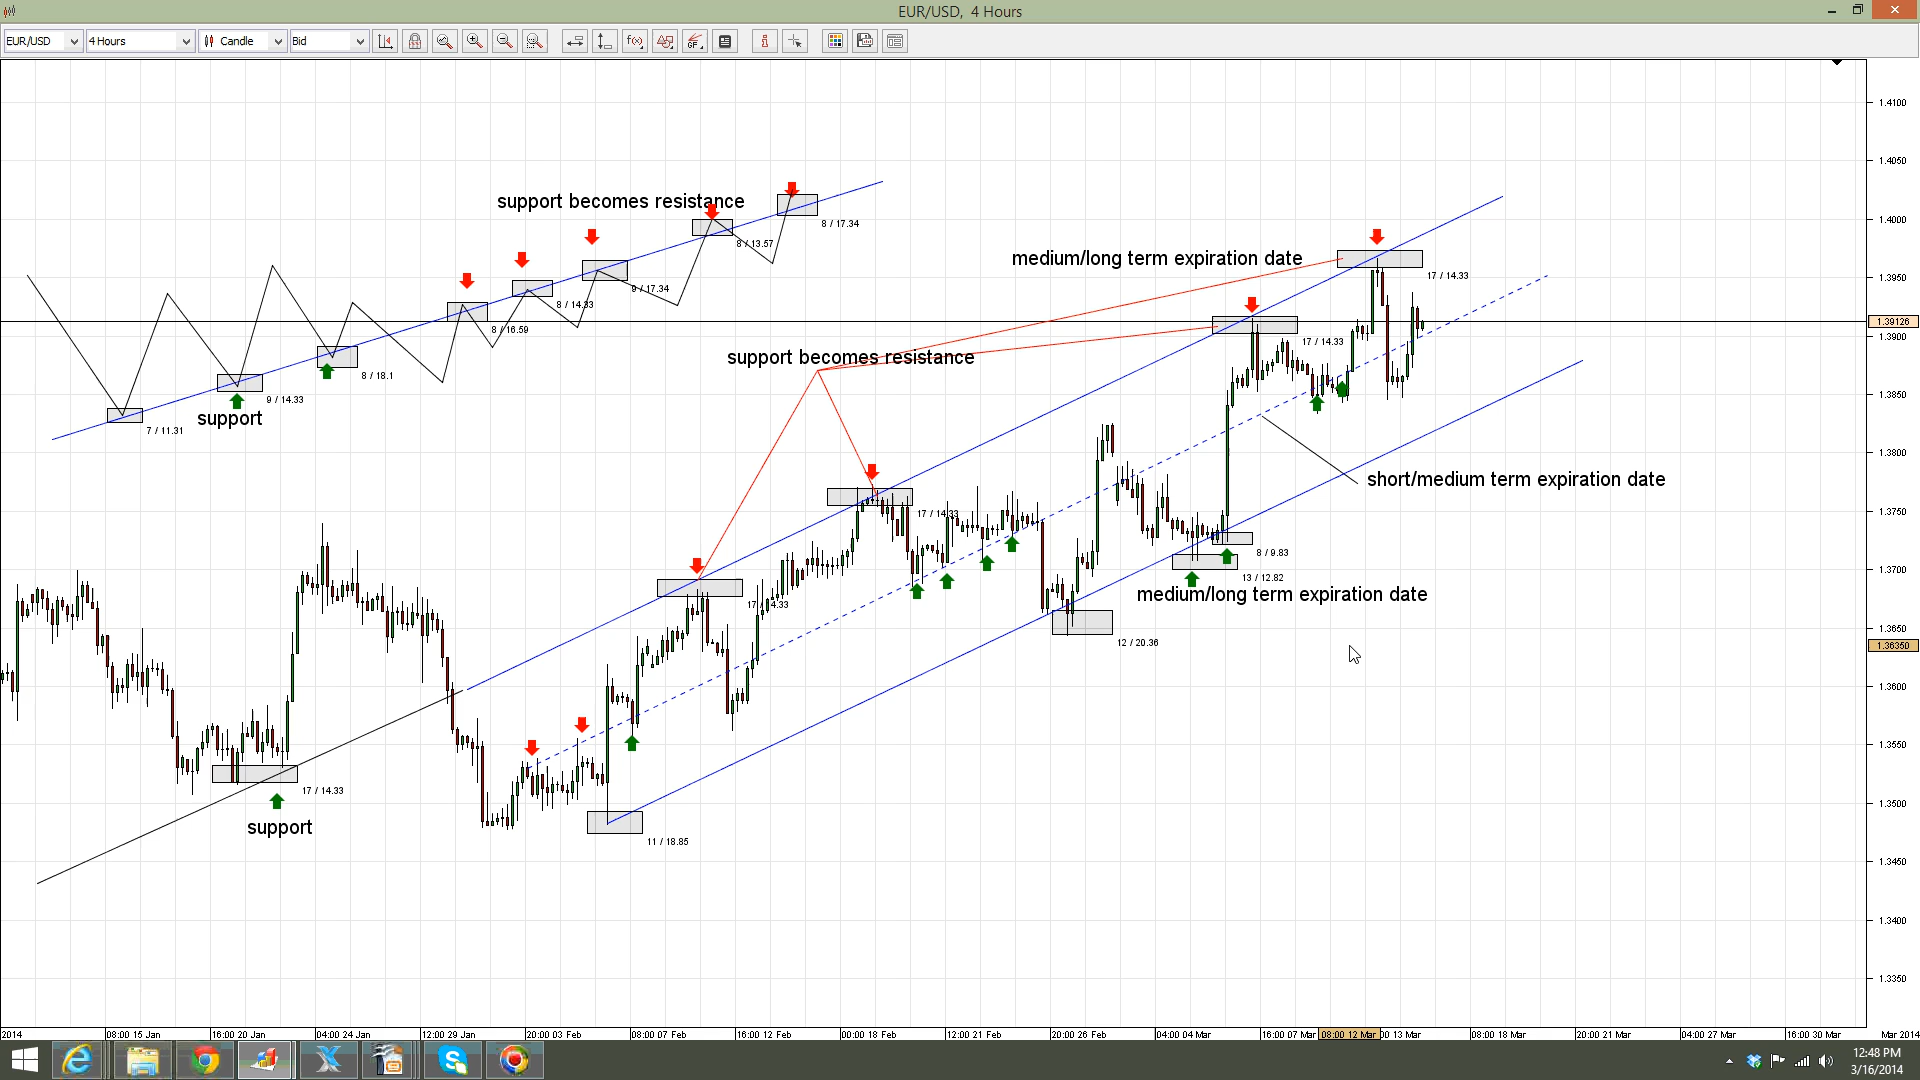 EUR/USD, 4 Hours
EUR/USD 4 Hours Candle Bid f(x) GF
1.4100
1.4050
1.4000
1.3950
1.39126
1.3900
1.3850
1.3800
1.3750
1.3700
1.3650
1.36350
1.3600
1.3550
1.3500
1.3450
1.3400
1.3350
support becomes resistance
8 / 17.34
8 / 13.57
9 / 17.34
8 / 14.33
8 / 16.59
8 / 18.1
9 / 14.33
support
7 / 11.31
medium/long term expiration date
17 / 14.33
17 / 14.33
support becomes resistance
short/medium term expiration date
17 / 14.33
8 / 9.83
13 / 12.82
medium/long term expiration date
17 / 14.33
12 / 20.36
17 / 14.33
support
11 / 18.85
2014 08:00 15 Jan 16:00 20 Jan 04:00 24 Jan 12:00 29 Jan 20:00 03 Feb 08:00 07 Feb 16:00 12 Feb 00:00 18 Feb 12:00 21 Feb 20:00 26 Feb 04:00 04 Mar 16:00 07 Mar 08:00 12 Mar 00 13 Mar 08:00 18 Mar 20:00 21 Mar 04:00 27 Mar 16:00 30 Mar Mar 2014
12:48 PM
3/16/2014